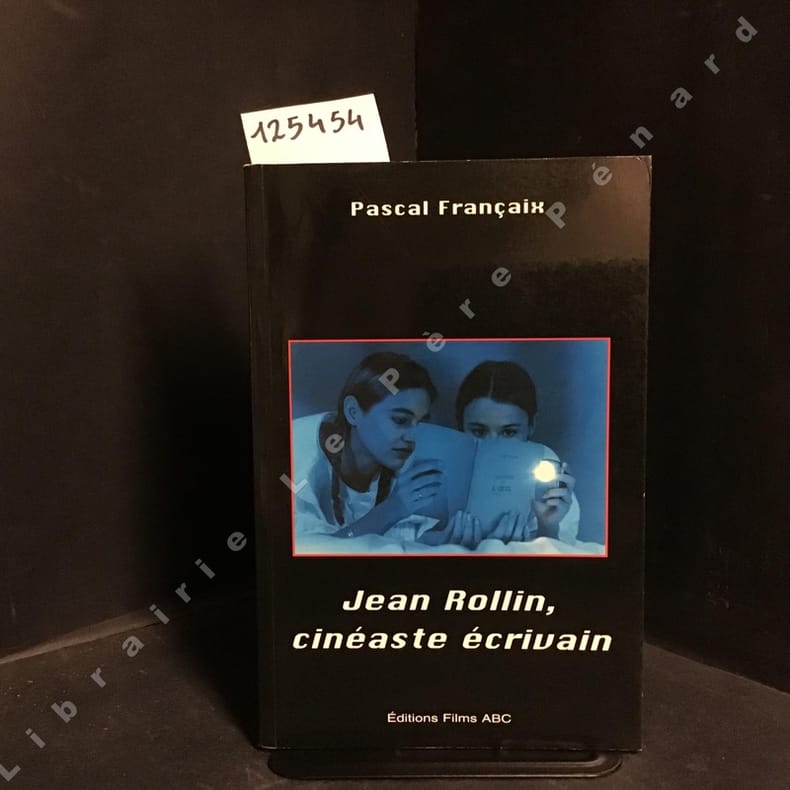 125454
Pascal Françaix
Jean Rollin,
cinéaste écrivain
Éditions Films ABC
Librairie Le Père Pénard